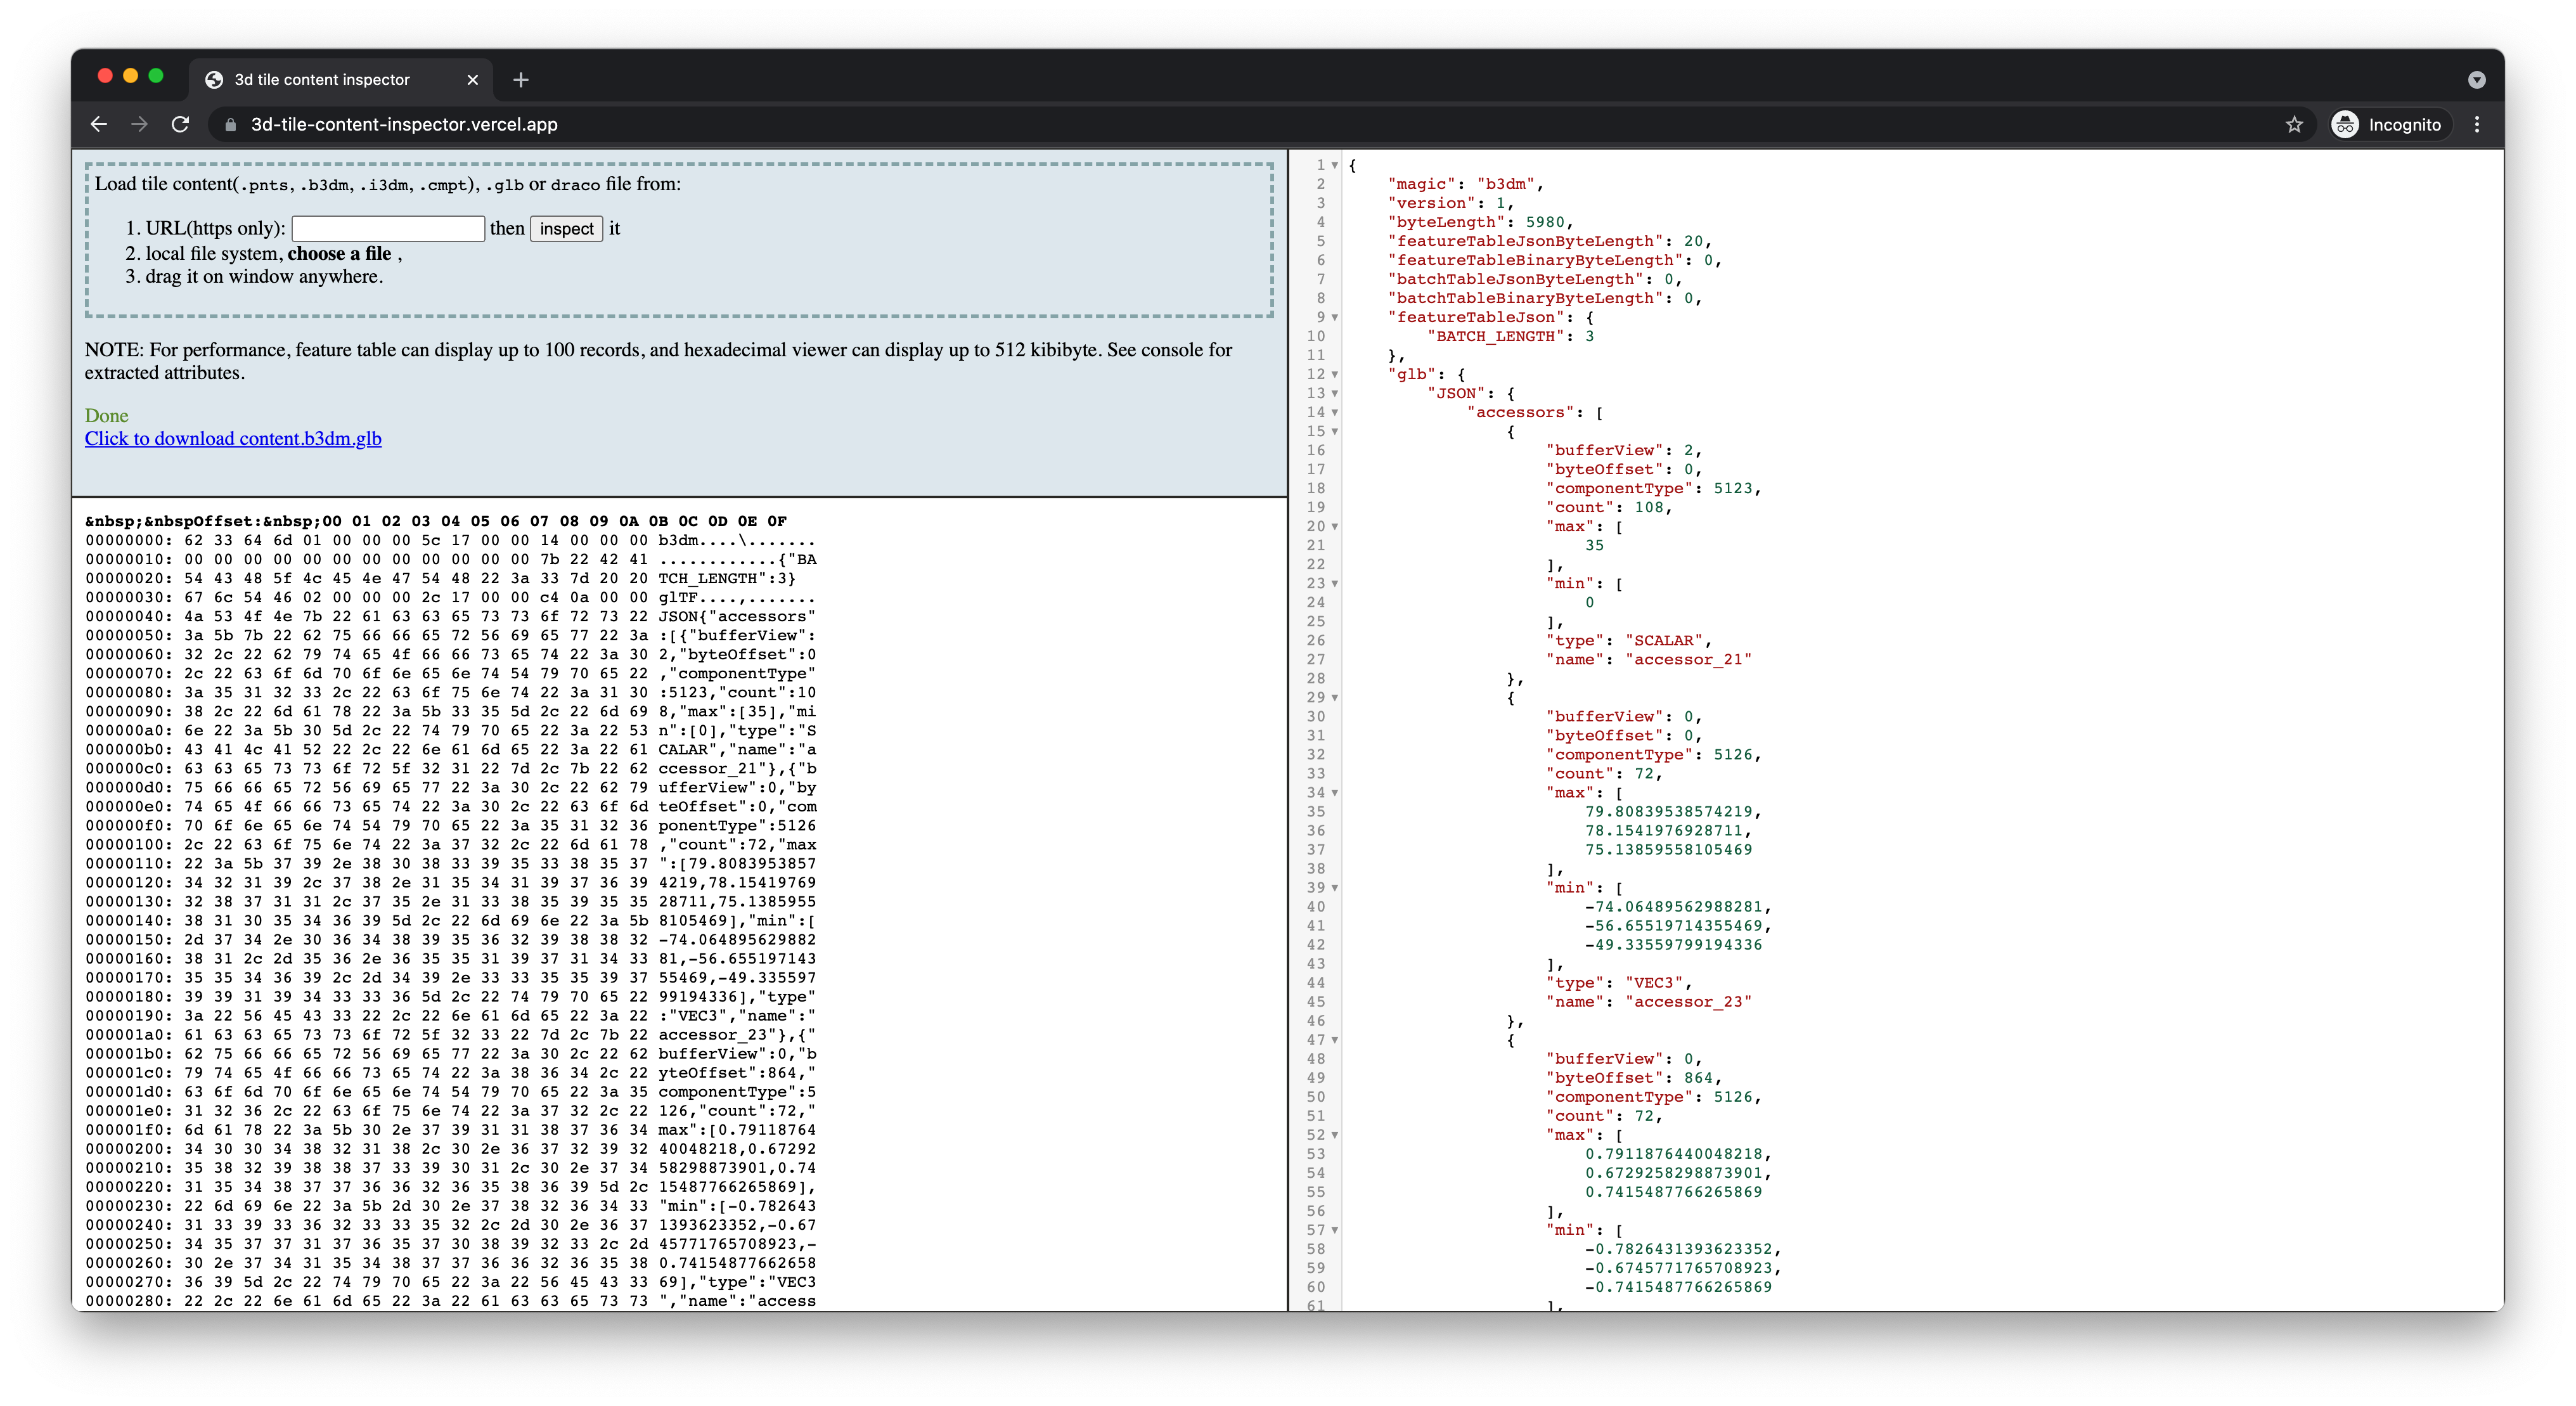 3d tile content inspector
3d-tile-content-inspector.vercel.app
Incognito
Load tile content(.pnts, .b3dm, .i3dm, .cmpt), .glb or draco file from:
1. URL(https only): then inspect it
2. local file system, choose a file ,
3. drag it on window anywhere.
NOTE: For performance, feature table can display up to 100 records, and hexadecimal viewer can display up to 512 kibibyte. See console for
extracted attributes.
Done
Click to download content.b3dm.glb
&nbsp;&nbspOffset:&nbsp;00 01 02 03 04 05 06 07 08 09 0A 0B 0C 0D 0E 0F
00000000: 62 33 64 6d 01 00 00 00 5c 17 00 00 14 00 00 00 b3dm....\.......
00000010: 00 00 00 00 00 00 00 00 00 00 00 00 7b 22 42 41 ............{"BA
00000020: 54 43 48 5f 4c 45 4e 47 54 48 22 3a 33 7d 20 20 TCH_LENGTH":3}
00000030: 67 6c 54 46 02 00 00 00 2c 17 00 00 c4 0a 00 00 glTF....,.......
00000040: 4a 53 4f 4e 7b 22 61 63 63 65 73 73 6f 72 73 22 JSON{"accessors"
00000050: 3a 5b 7b 22 62 75 66 66 65 72 56 69 65 77 22 3a :[{"bufferView":
00000060: 32 2c 22 62 79 74 65 4f 66 66 73 65 74 22 3a 30 2,"byteOffset":0
00000070: 2c 22 63 6f 6d 70 6f 6e 65 6e 74 54 79 70 65 22 ,"componentType"
00000080: 3a 35 31 32 33 2c 22 63 6f 75 6e 74 22 3a 31 30 :5123,"count":10
00000090: 38 2c 22 6d 61 78 22 3a 5b 33 35 5d 2c 22 6d 69 8,"max":[35],"mi
000000a0: 6e 22 3a 5b 30 5d 2c 22 74 79 70 65 22 3a 22 53 n":[0],"type":"S
000000b0: 43 41 4c 41 52 22 2c 22 6e 61 6d 65 22 3a 22 61 CALAR","name":"a
000000c0: 63 63 65 73 73 6f 72 5f 32 31 22 7d 2c 7b 22 62 ccessor_21"},{"b
000000d0: 75 66 66 65 72 56 69 65 77 22 3a 30 2c 22 62 79 ufferView":0,"by
000000e0: 74 65 4f 66 66 73 65 74 22 3a 30 2c 22 63 6f 6d teOffset":0,"com
000000f0: 70 6f 6e 65 6e 74 54 79 70 65 22 3a 35 31 32 36 ponentType":5126
00000100: 2c 22 63 6f 75 6e 74 22 3a 37 32 2c 22 6d 61 78 ,"count":72,"max
00000110: 22 3a 5b 37 39 2e 38 30 38 33 39 35 33 38 35 37 ":[79.8083953857
00000120: 34 32 31 39 2c 37 38 2e 31 35 34 31 39 37 36 39 4219,78.15419769
00000130: 32 38 37 31 31 2c 37 35 2e 31 33 38 35 39 35 35 28711,75.1385955
00000140: 38 31 30 35 34 36 39 5d 2c 22 6d 69 6e 22 3a 5b 8105469],"min":[
00000150: 2d 37 34 2e 30 36 34 38 39 35 36 32 39 38 38 32 -74.064895629882
00000160: 38 31 2c 2d 35 36 2e 36 35 35 31 39 37 31 34 33 81,-56.655197143
00000170: 35 35 34 36 39 2c 2d 34 39 2e 33 33 35 35 39 37 55469,-49.335597
00000180: 39 39 31 39 34 33 33 36 5d 2c 22 74 79 70 65 22 99194336],"type"
00000190: 3a 22 56 45 43 33 22 2c 22 6e 61 6d 65 22 3a 22 :"VEC3","name":"
000001a0: 61 63 63 65 73 73 6f 72 5f 32 33 22 7d 2c 7b 22 accessor_23"},{"
000001b0: 62 75 66 66 65 72 56 69 65 77 22 3a 30 2c 22 62 bufferView":0,"b
000001c0: 79 74 65 4f 66 66 73 65 74 22 3a 38 36 34 2c 22 yteOffset":864,"
000001d0: 63 6f 6d 70 6f 6e 65 6e 74 54 79 70 65 22 3a 35 componentType":5
000001e0: 31 32 36 2c 22 63 6f 75 6e 74 22 3a 37 32 2c 22 126,"count":72,"
000001f0: 6d 61 78 22 3a 5b 30 2e 37 39 31 31 38 37 36 34 max":[0.79118764
00000200: 34 30 30 34 38 32 31 38 2c 30 2e 36 37 32 39 32 40048218,0.67292
00000210: 35 38 32 39 38 38 37 33 39 30 31 2c 30 2e 37 34 58298873901,0.74
00000220: 31 35 34 38 37 37 36 36 32 36 35 38 36 39 5d 2c 15487766265869],
00000230: 22 6d 69 6e 22 3a 5b 2d 30 2e 37 38 32 36 34 33 "min":[-0.782643
00000240: 31 33 39 33 36 32 33 33 35 32 2c 2d 30 2e 36 37 1393623352,-0.67
00000250: 34 35 37 37 31 37 36 35 37 30 38 39 32 33 2c 2d 45771765708923,-
00000260: 30 2e 37 34 31 35 34 38 37 37 36 36 32 36 35 38 0.74154877662658
00000270: 36 39 5d 2c 22 74 79 70 65 22 3a 22 56 45 43 33 69],"type":"VEC3
00000280: 22 2c 22 6e 61 6d 65 22 3a 22 61 63 63 65 73 73 ","name":"access
1 {
2 "magic": "b3dm",
3 "version": 1,
4 "byteLength": 5980,
5 "featureTableJsonByteLength": 20,
6 "featureTableBinaryByteLength": 0,
7 "batchTableJsonByteLength": 0,
8 "batchTableBinaryByteLength": 0,
9 "featureTableJson": {
10 "BATCH_LENGTH": 3
11 },
12 "glb": {
13 "JSON": {
14 "accessors": [
15 {
16 "bufferView": 2,
17 "byteOffset": 0,
18 "componentType": 5123,
19 "count": 108,
20 "max": [
21 35
22 ],
23 "min": [
24 0
25 ],
26 "type": "SCALAR",
27 "name": "accessor_21"
28 },
29 {
30 "bufferView": 0,
31 "byteOffset": 0,
32 "componentType": 5126,
33 "count": 72,
34 "max": [
35 79.80839538574219,
36 78.1541976928711,
37 75.13859558105469
38 ],
39 "min": [
40 -74.06489562988281,
41 -56.65519714355469,
42 -49.33559799194336
43 ],
44 "type": "VEC3",
45 "name": "accessor_23"
46 },
47 {
48 "bufferView": 0,
49 "byteOffset": 864,
50 "componentType": 5126,
51 "count": 72,
52 "max": [
53 0.7911876440048218,
54 0.6729258298873901,
55 0.7415487766265869
56 ],
57 "min": [
58 -0.7826431393623352,
59 -0.6745771765708923,
60 -0.7415487766265869
61 ],